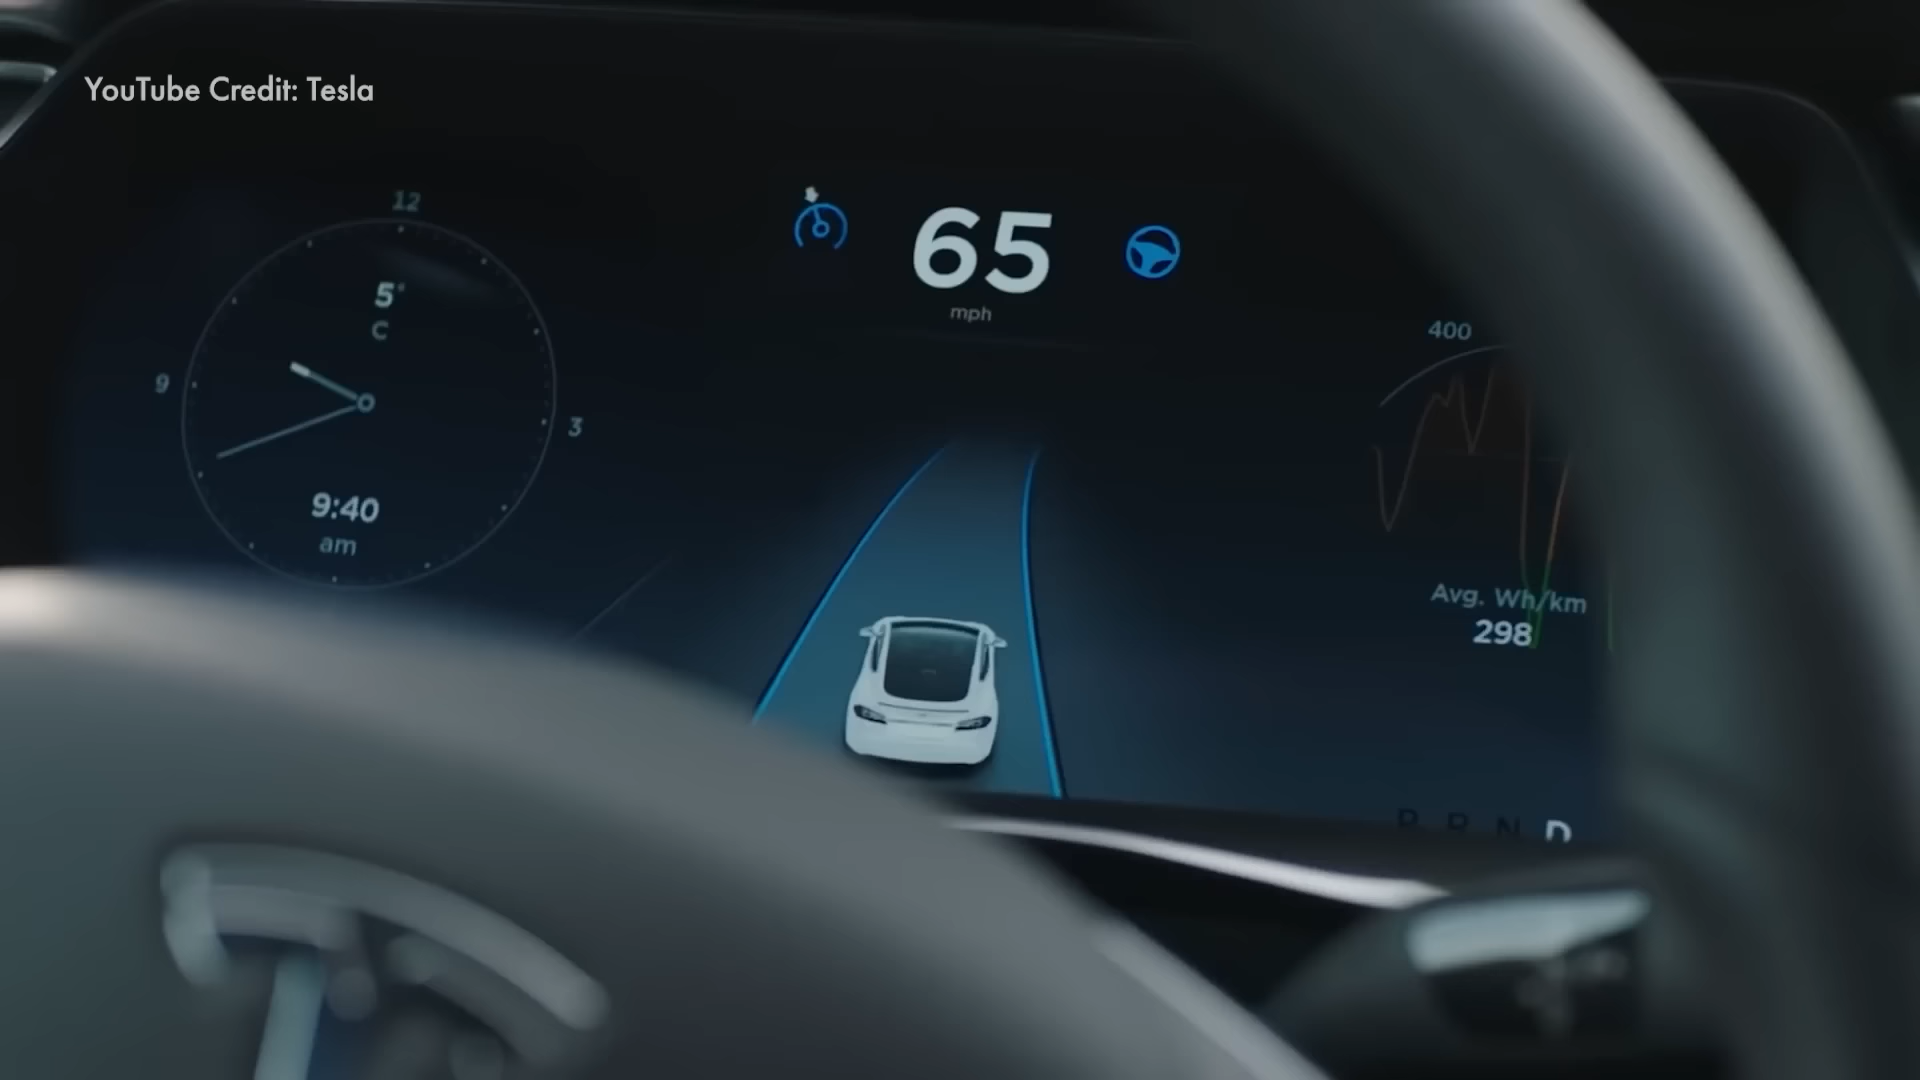 YouTube Credit: Tesla
12
5°
C
9
3
9:40
am
65
mph
400
Avg. Wh/km
298
P R N D